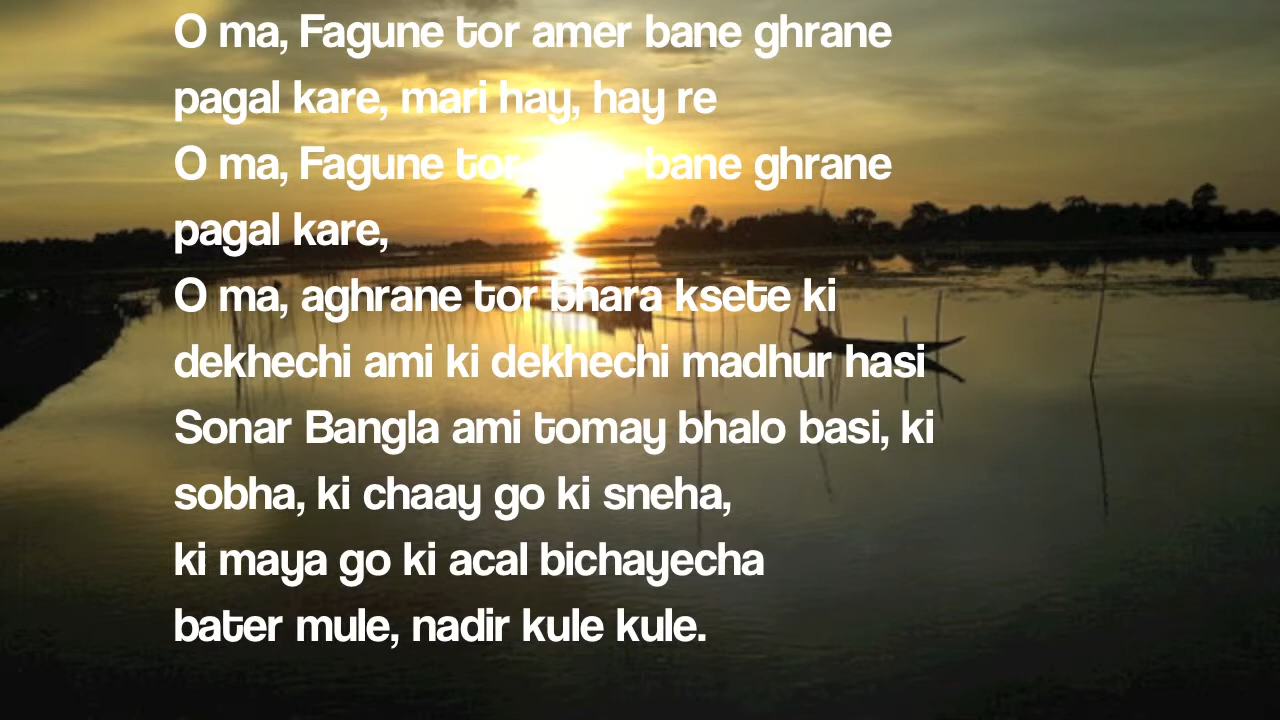 O ma, Fagune tor amer bane ghrane
pagal kare, mari hay, hay re
O ma, Fagune tor bane ghrane
pagal kare,
O ma, aghrane tor bhara ksete ki
dekhechi ami ki dekhechi madhur hasi
Sonar Bangla ami tomay bhalo basi, ki
sobha, ki chaay go ki sneha,
ki maya go ki acal bichayecha
bater mule, nadir kule kule.